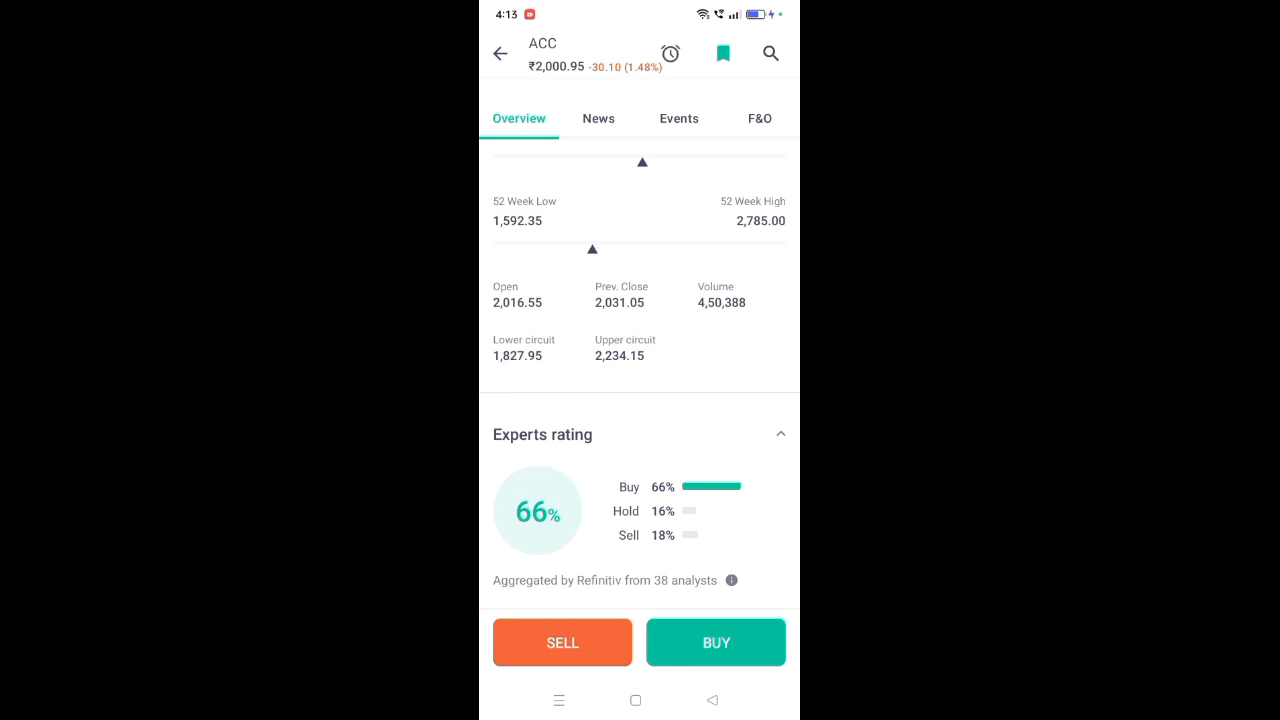 4:13
ACC
₹2,000.95 -30.10 (1.48%)
Overview News Events F&O
52 Week Low 52 Week High
1,592.35 2,785.00
Open Prev. Close Volume
2,016.55 2,031.05 4,50,388
Lower circuit Upper circuit
1,827.95 2,234.15
Experts rating
66%
Buy 66%
Hold 16%
Sell 18%
Aggregated by Refinitiv from 38 analysts
SELL BUY